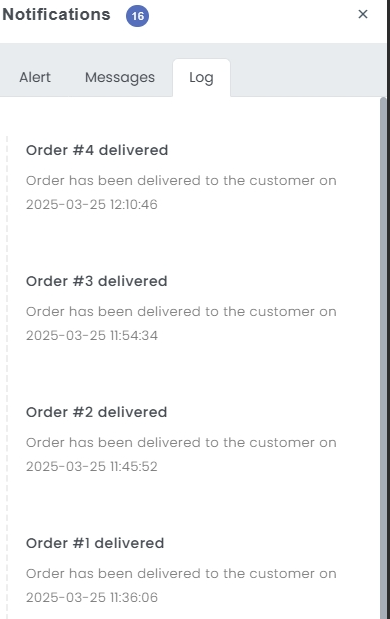 Notifications 16 ×
Alert Messages Log
Order #4 delivered
Order has been delivered to the customer on
2025-03-25 12:10:46
Order #3 delivered
Order has been delivered to the customer on
2025-03-25 11:54:34
Order #2 delivered
Order has been delivered to the customer on
2025-03-25 11:45:52
Order #1 delivered
Order has been delivered to the customer on
2025-03-25 11:36:06